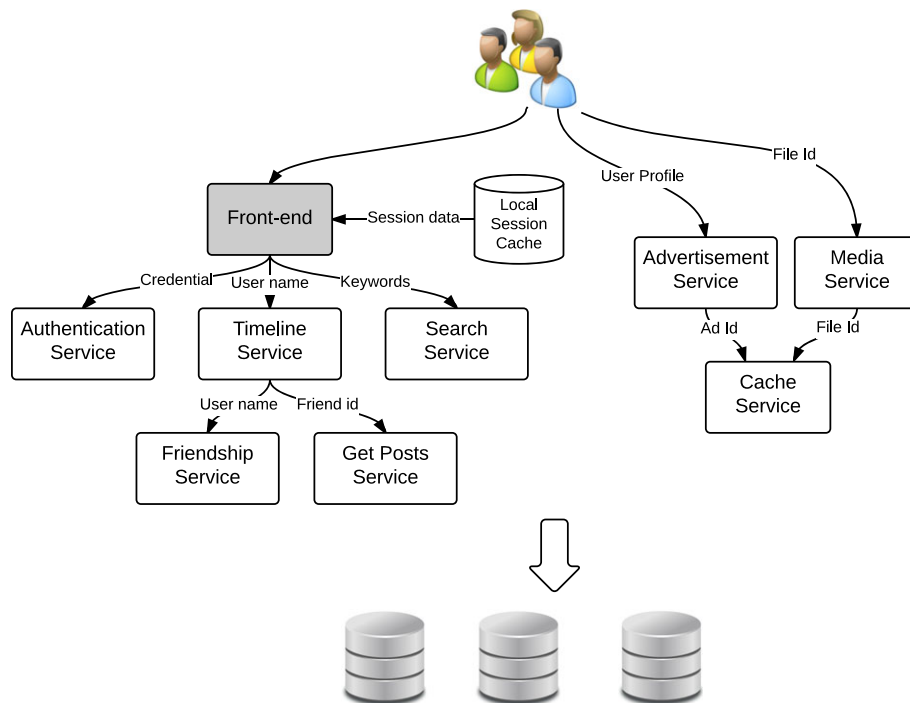 File Id
User Profile
Front-end
Session data
Local
Session
Cache
Advertisement
Service
Media
Service
Credential
User name
Keywords
Authentication
Service
Timeline
Service
Search
Service
Ad Id
File Id
Cache
Service
User name
Friend id
Friendship
Service
Get Posts
Service